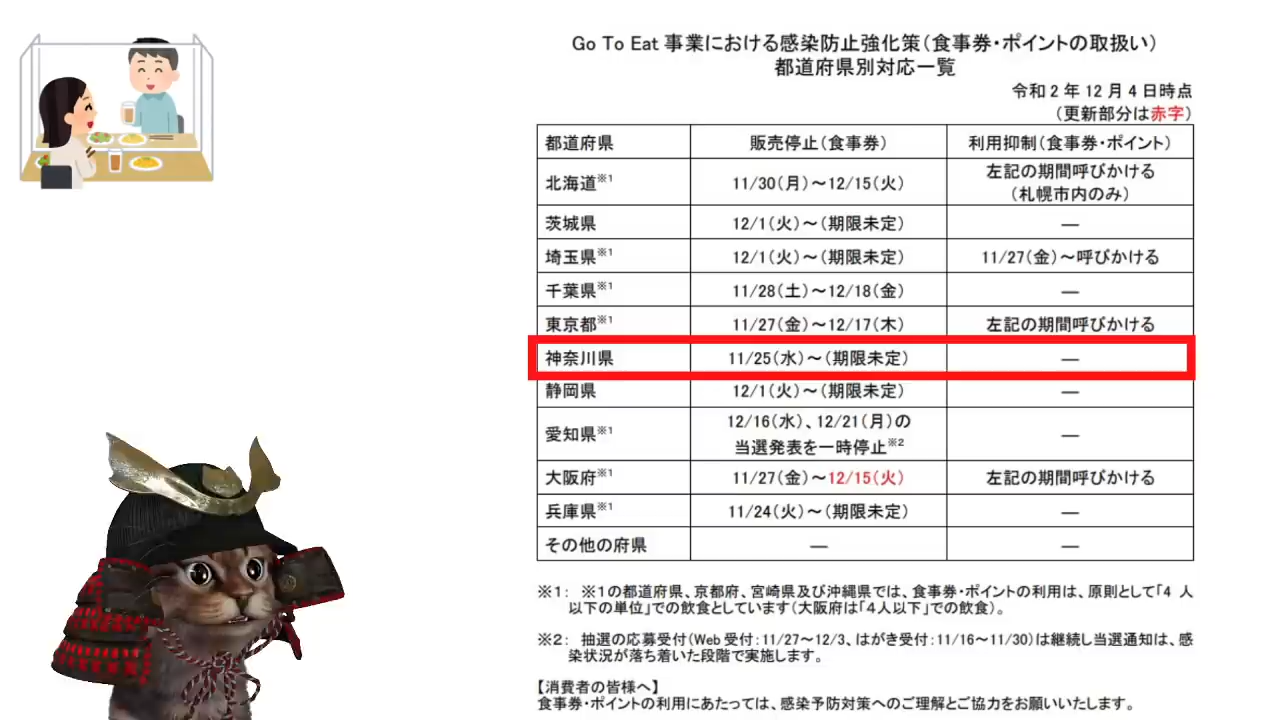 Go To Eat 事業における感染防止強化策（食事券・ポイントの取扱い）
都道府県別対応一覧
令和２年12月４日時点
（更新部分は赤字）
都道府県 販売停止（食事券） 利用抑制（食事券・ポイント）
北海道※1 11/30（月）～12/15（火） 左記の期間呼びかける
（札幌市内のみ）
茨城県 12/1（火）～（期限未定） ―
埼玉県※1 12/1（火）～（期限未定） 11/27（金）～呼びかける
千葉県※1 11/28（土）～12/18（金） ―
東京都※1 11/27（金）～12/17（木） 左記の期間呼びかける
神奈川県 11/25（水）～（期限未定） ―
静岡県 12/1（火）～（期限未定） ―
愛知県※1 12/16（水）、12/21（月）の
当選発表を一時停止※2 ―
大阪府※1 11/27（金）～12/15（火） 左記の期間呼びかける
兵庫県※1 11/24（火）～（期限未定） ―
その他の府県 ― ―
※1： ※1の都道府県、京都府、宮崎県及び沖縄県では、食事券・ポイントの利用は、原則として「4 人
以下の単位」での飲食としています（大阪府は「4人以下」での飲食）。
※2： 抽選の応募受付（Web 受付：11/27～12/3、はがき受付：11/16～11/30）は継続し当選通知は、感
染状況が落ち着いた段階で実施します。
【消費者の皆様へ】
食事券・ポイントの利用にあたっては、感染予防対策へのご理解とご協力をお願いいたします。